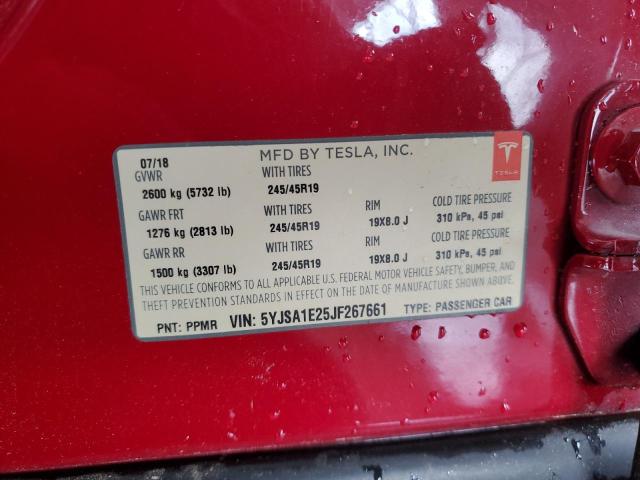 07/18 MFD BY TESLA, INC.
GVWR WITH TIRES TESLA
2600 kg (5732 lb) 245/45R19
GAWR FRT WITH TIRES RIM COLD TIRE PRESSURE
1276 kg (2813 lb) 245/45R19 19X8.0 J 310 kPa, 45 psi
GAWR RR WITH TIRES RIM COLD TIRE PRESSURE
1500 kg (3307 lb) 245/45R19 19X8.0 J 310 kPa, 45 psi
THIS VEHICLE CONFORMS TO ALL APPLICABLE U.S. FEDERAL MOTOR VEHICLE SAFETY, BUMPER, AND
THEFT PREVENTION STANDARDS IN EFFECT ON THE DATE OF MANUFACTURE SHOWN ABOVE.
PNT: PPMR VIN: 5YJSA1E25JF267661 TYPE: PASSENGER CAR